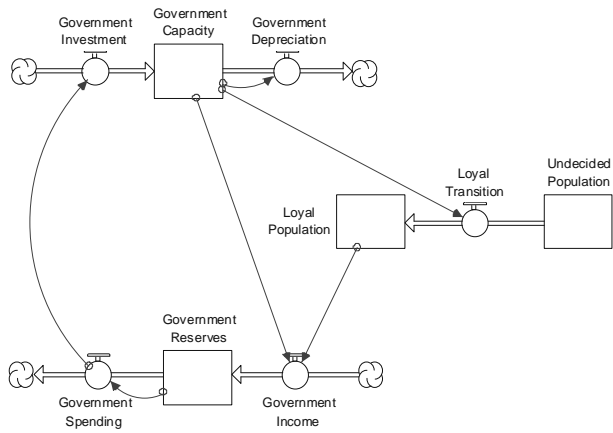 Government
Investment
Government
Capacity
Government
Depreciation
Loyal
Transition
Undecided
Population
Loyal
Population
Government
Reserves
Government
Spending
Government
Income